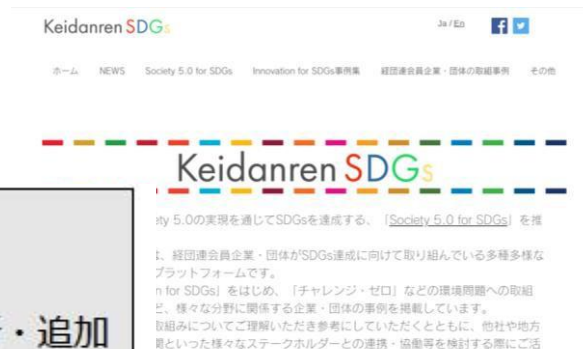 Keidanren SDGs
Ja / En
ホーム NEWS Society 5.0 for SDGs Innovation for SDGs事例集 経団連会員企業・団体の取組事例 その他
Keidanren SDGs
ety 5.0の実現を通じてSDGsを達成する、「Society 5.0 for SDGs」を推
、経団連会員企業・団体がSDGs達成に向けて取り組んでいる多種多様な
プラットフォームです。
n for SDGs」をはじめ、「チャレンジ・ゼロ」などの環境問題への取組
ど、様々な分野に関係する企業・団体の事例を掲載しています。
取組みについてご理解いただき参考にしていただくとともに、他社や地方
関といった様々なステークホルダーとの連携・協働等を検討する際にご活
・追加